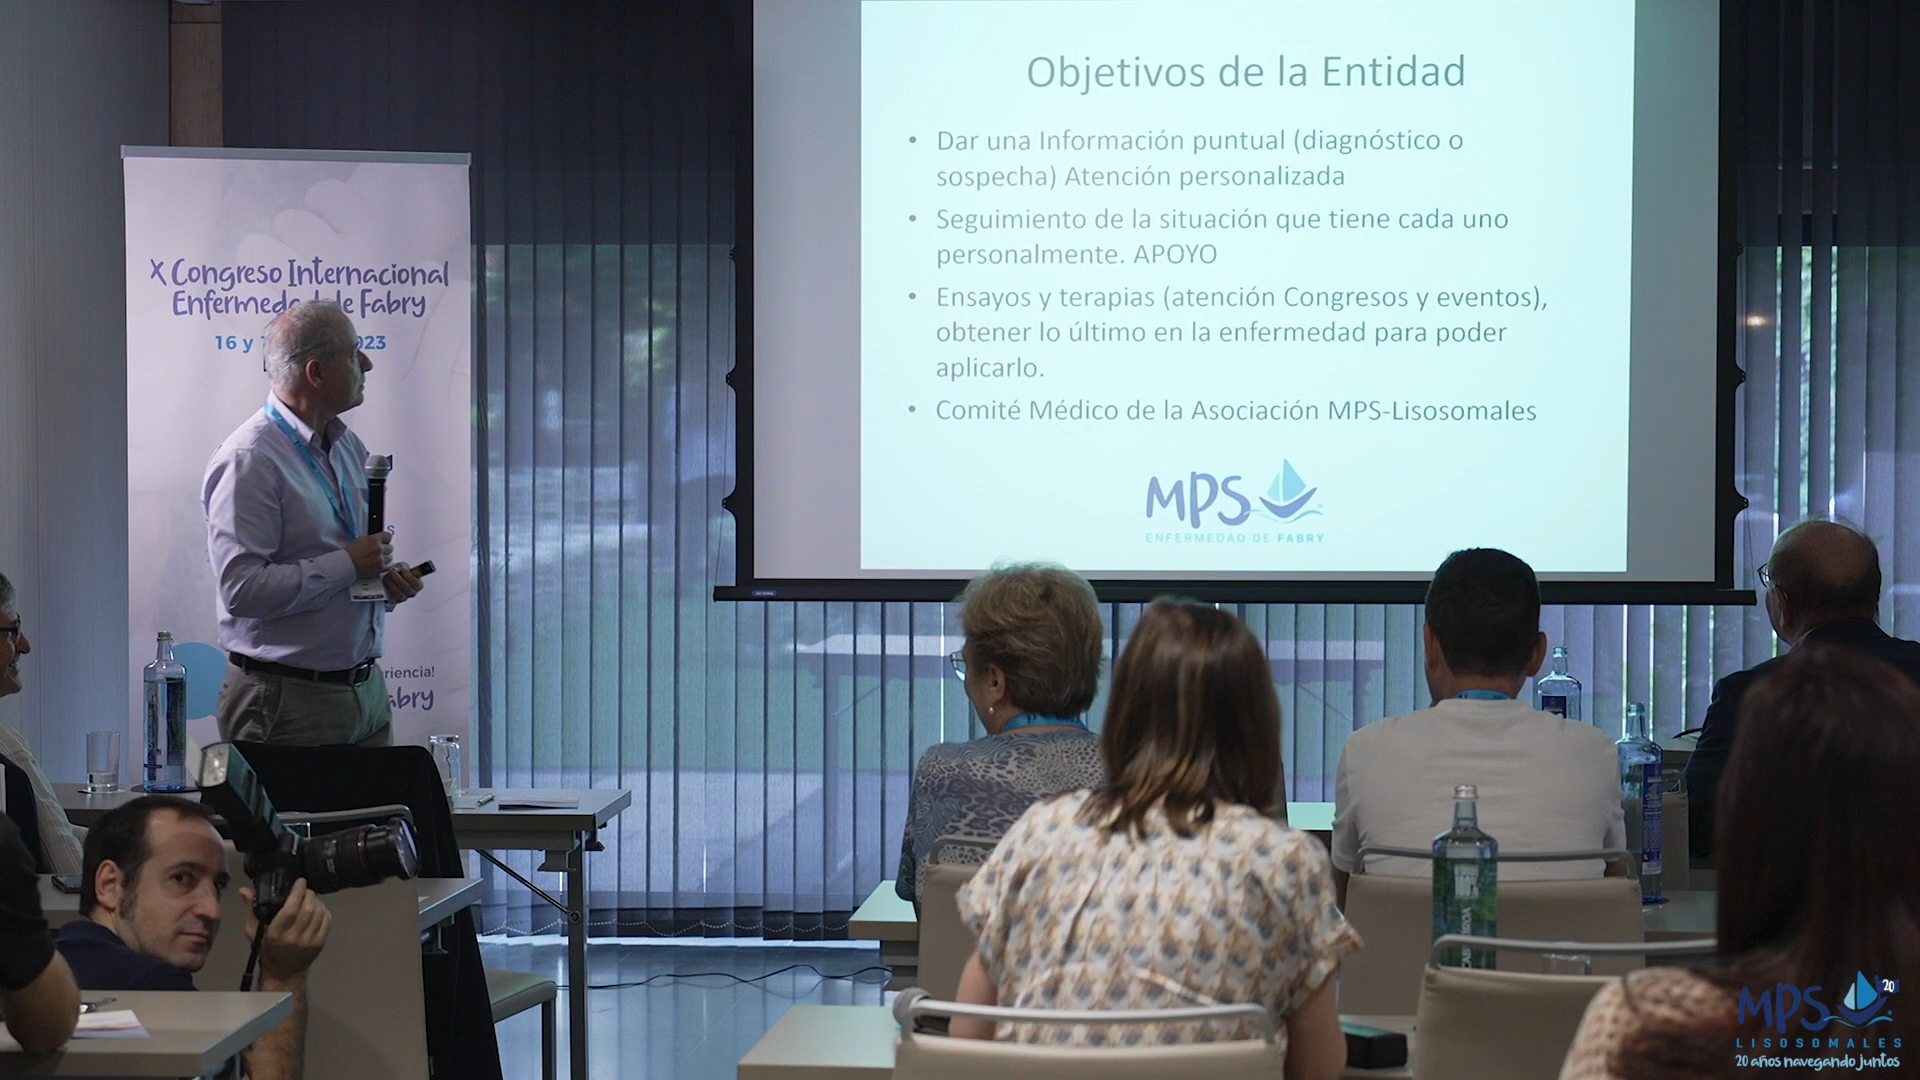 Objetivos de la Entidad
• Dar una Información puntual (diagnóstico o
sospecha) Atención personalizada
• Seguimiento de la situación que tiene cada uno
personalmente. APOYO
• Ensayos y terapias (atención Congresos y eventos),
obtener lo último en la enfermedad para poder
aplicarlo.
• Comité Médico de la Asociación MPS-Lisosomales
MPS
ENFERMEDAD DE FABRY
X Congreso Internacional
de Fabry
16 y
MPS 20
LISOSOMALES
20 años navegando juntos